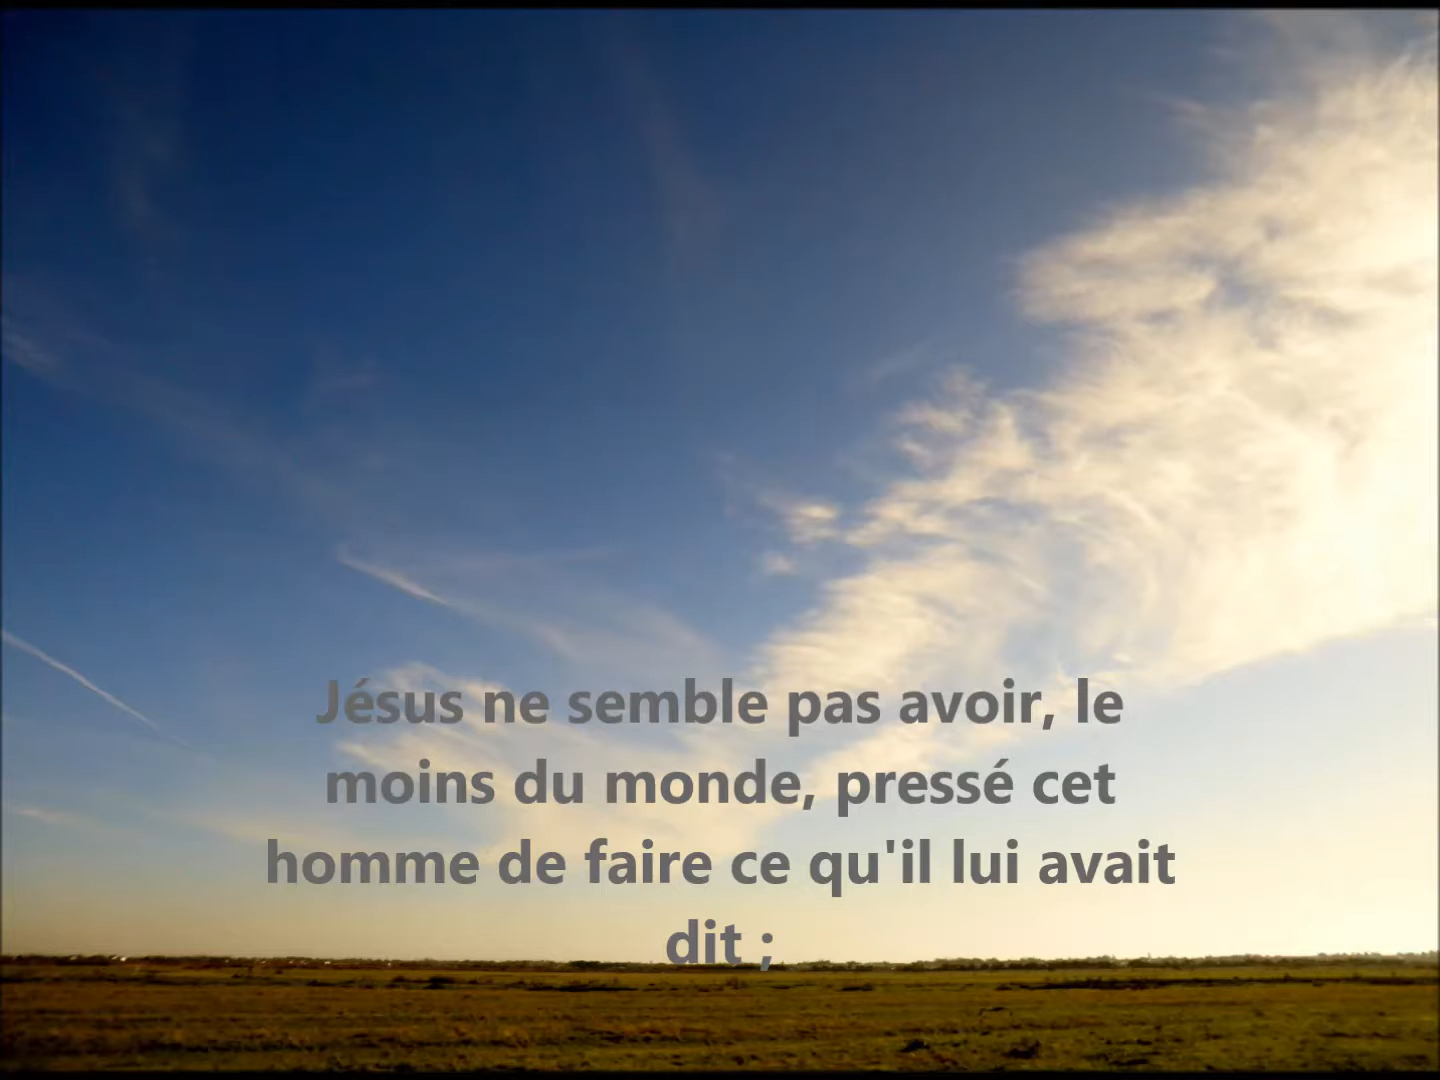 Jésus ne semble pas avoir, le
moins du monde, pressé cet
homme de faire ce qu'il lui avait
dit ;